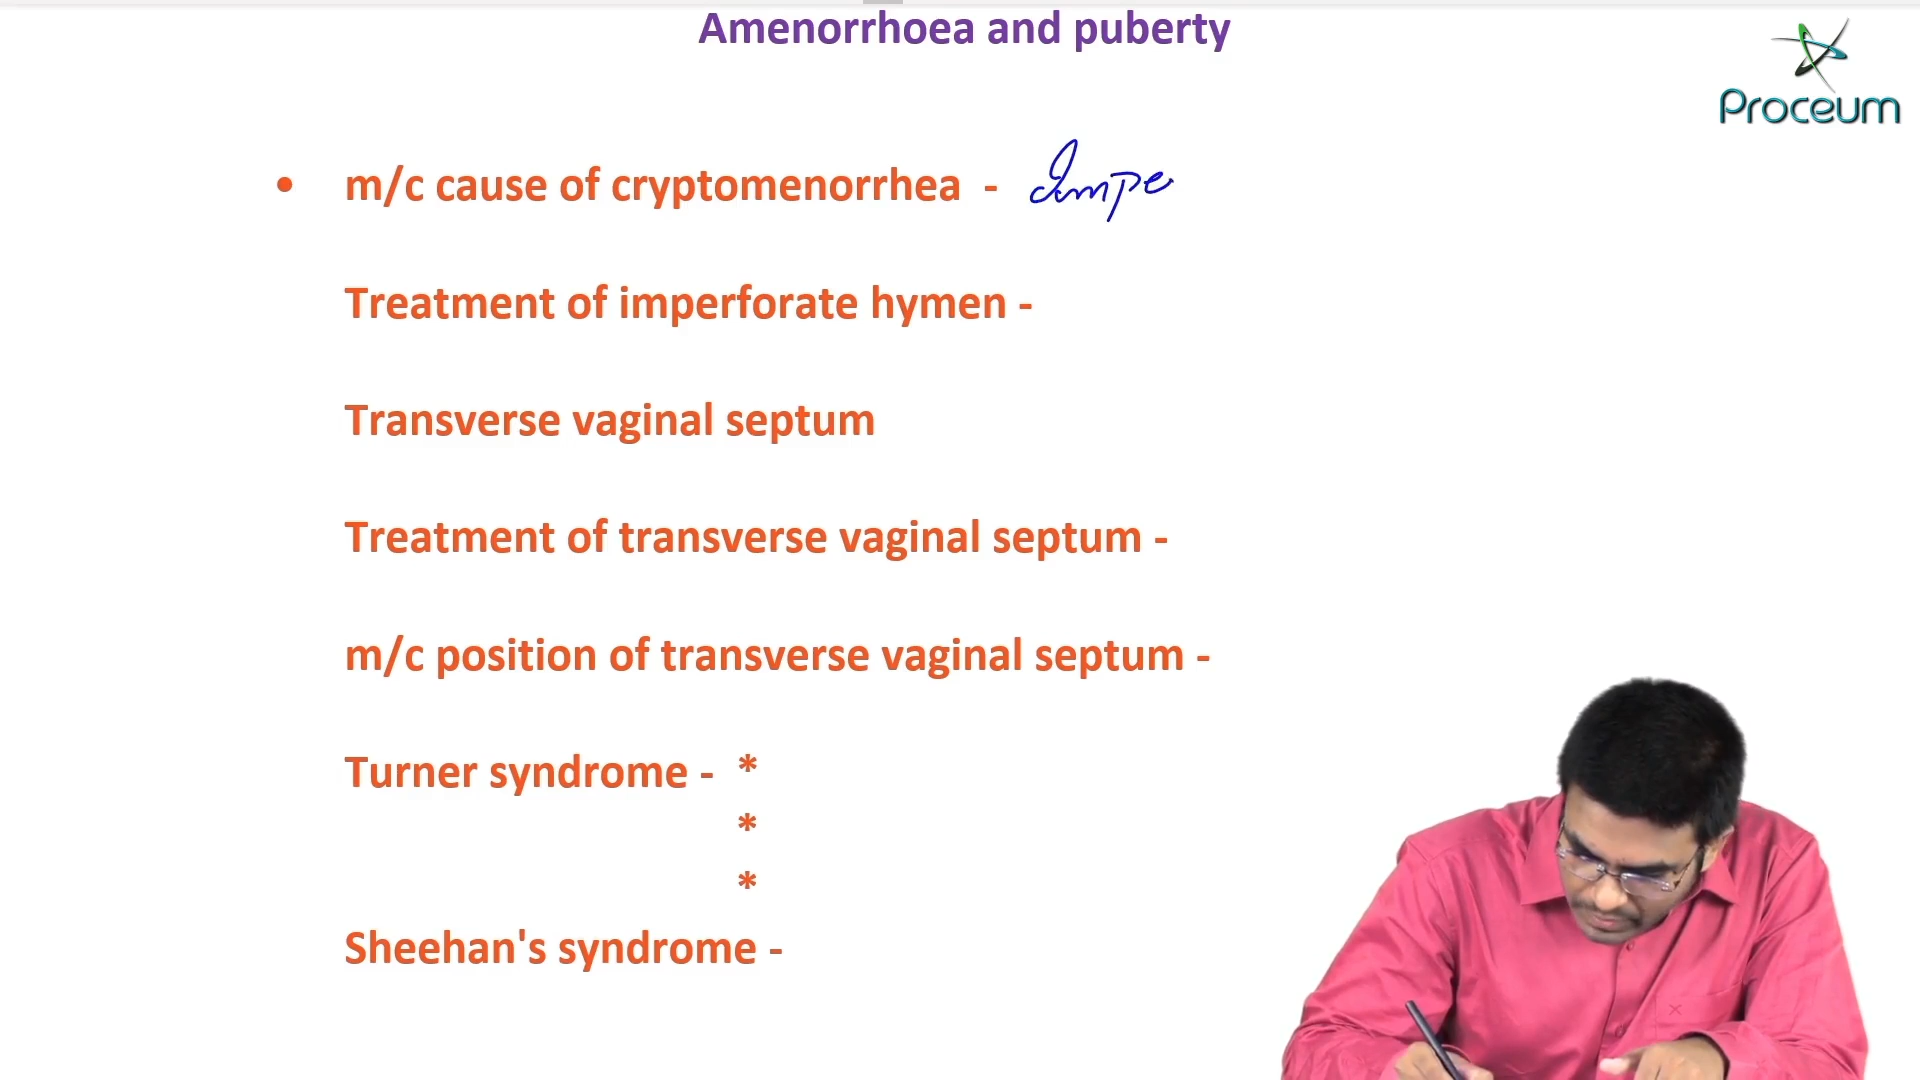 Amenorrhoea and puberty
Proceum
• m/c cause of cryptomenorrhea - Impe
Treatment of imperforate hymen -
Transverse vaginal septum
Treatment of transverse vaginal septum -
m/c position of transverse vaginal septum -
Turner syndrome - *
*
*
Sheehan's syndrome -